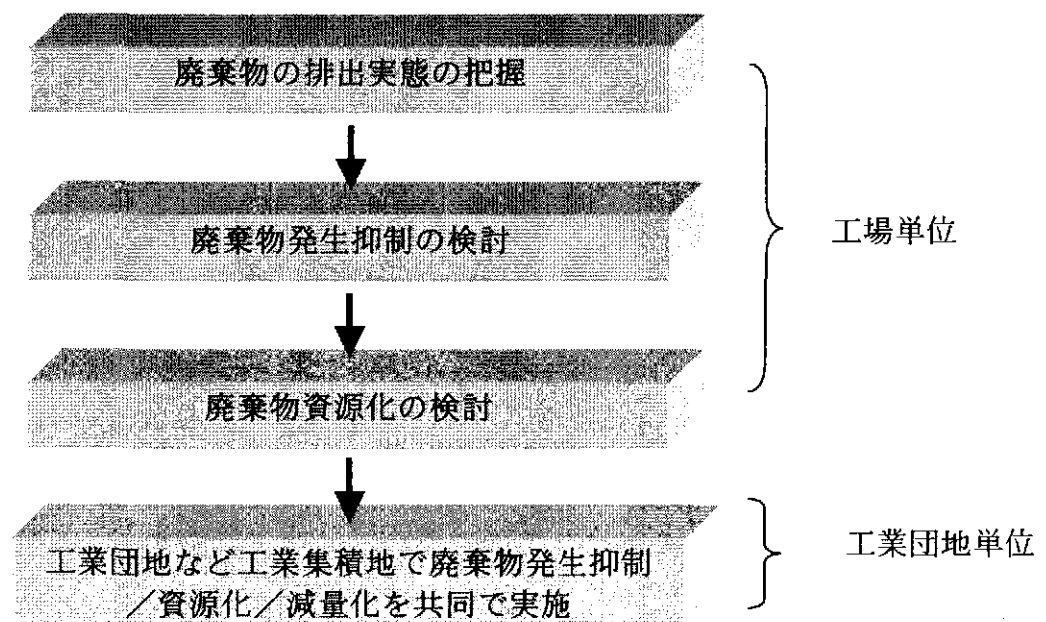 廃棄物の排出実態の把握
廃棄物発生抑制の検討
工場単位
廃棄物資源化の検討
工業団地など工業集積地で廃棄物発生抑制
／資源化／減量化を共同で実施
工業団地単位